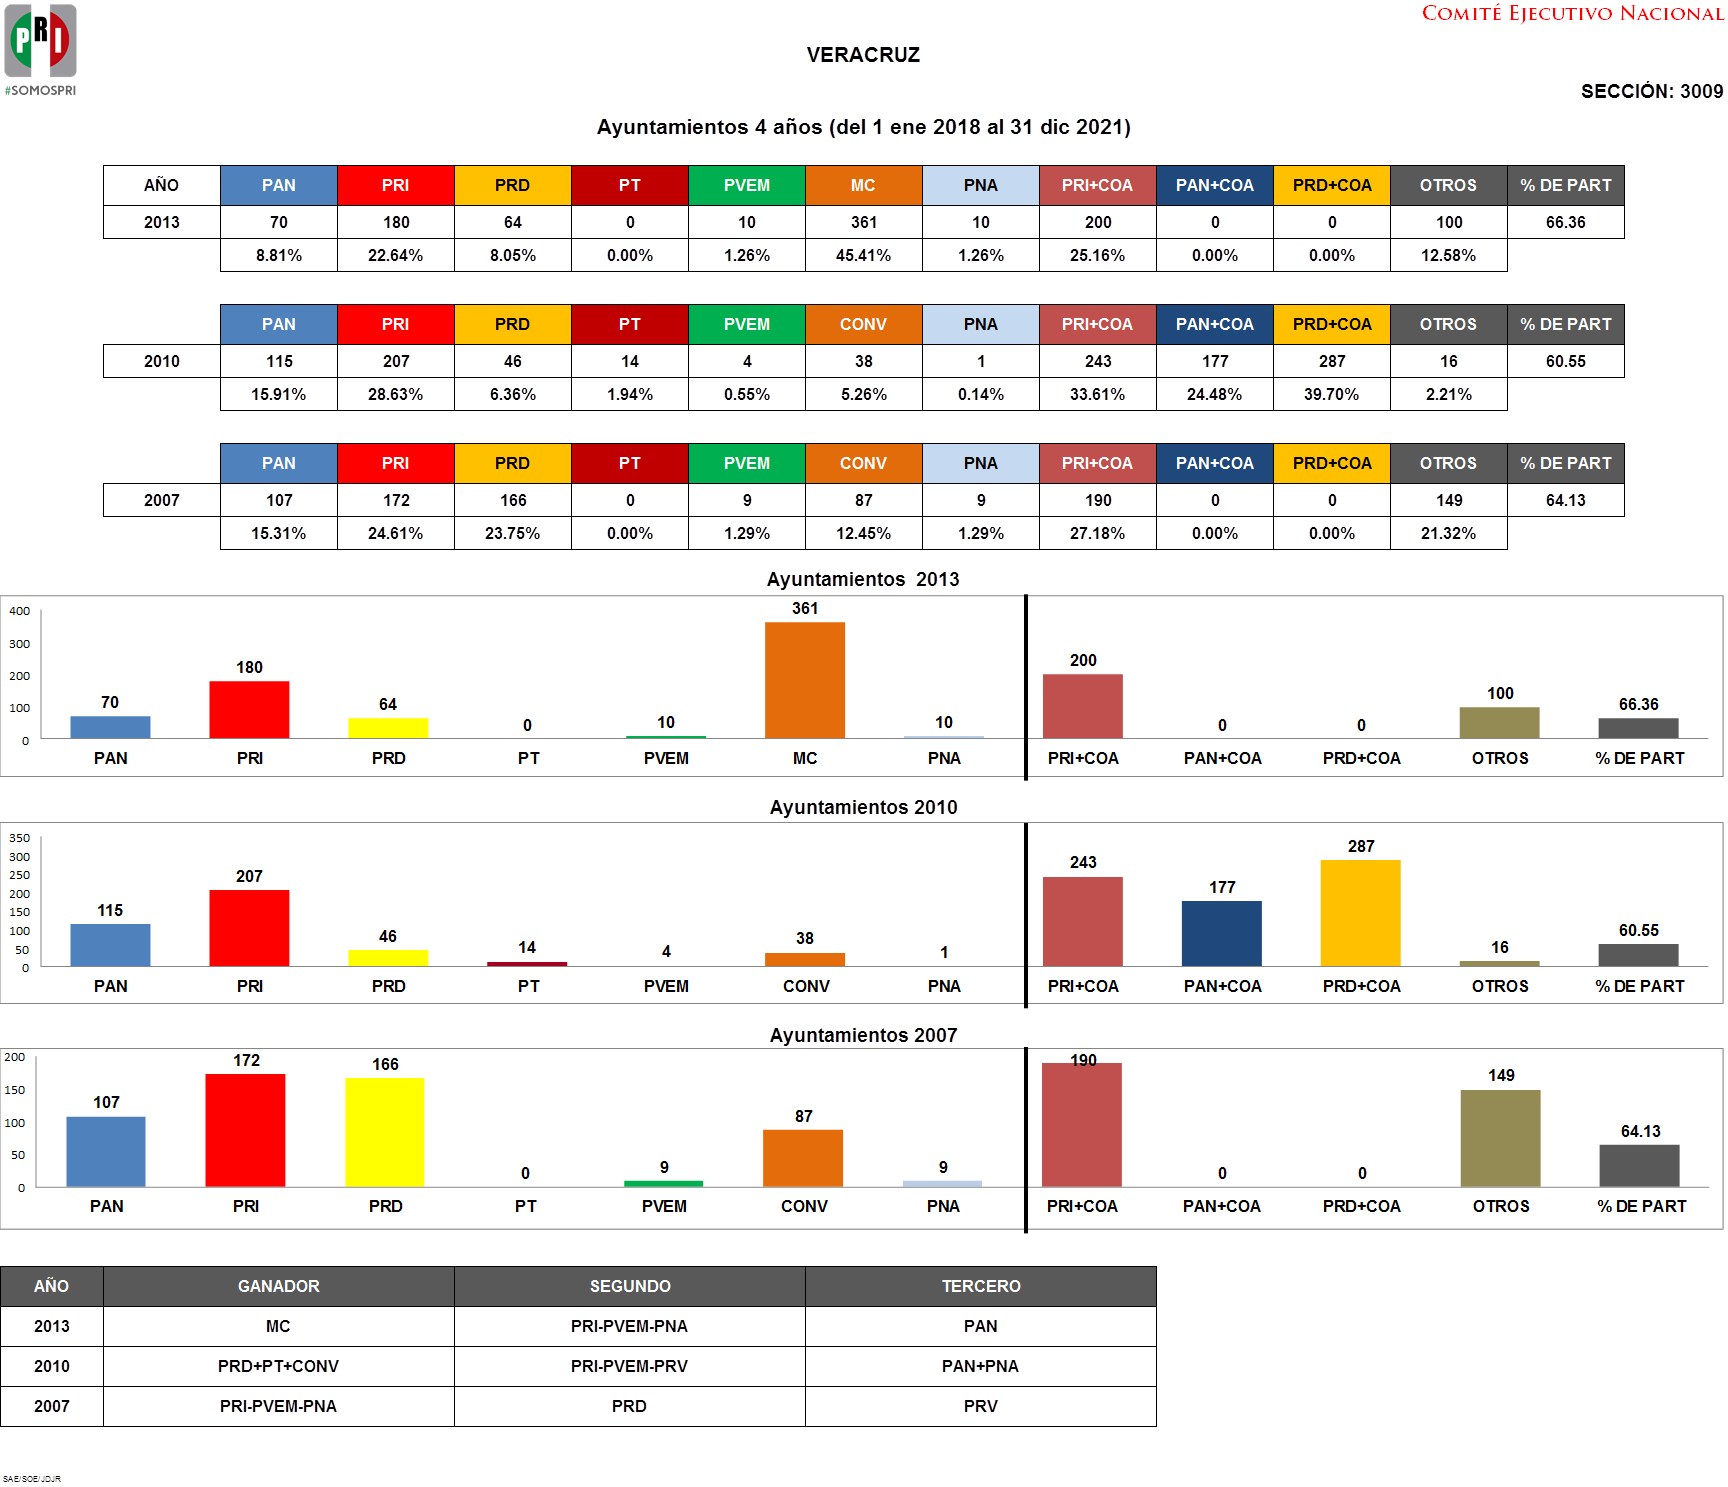 COMITÉ EJECUTIVO NACIONAL
PRI
#SOMOSPRI
VERACRUZ
SECCIÓN: 3009
Ayuntamientos 4 años (del 1 ene 2018 al 31 dic 2021)
AÑO PAN PRI PRD PT PVEM MC PNA PRI+COA PAN+COA PRD+COA OTROS % DE PART
2013 70 180 64 0 10 361 10 200 0 0 100 66.36
8.81% 22.64% 8.05% 0.00% 1.26% 45.41% 1.26% 25.16% 0.00% 0.00% 12.58%
PAN PRI PRD PT PVEM CONV PNA PRI+COA PAN+COA PRD+COA OTROS % DE PART
2010 115 207 46 14 4 38 1 243 177 287 16 60.55
15.91% 28.63% 6.36% 1.94% 0.55% 5.26% 0.14% 33.61% 24.48% 39.70% 2.21%
PAN PRI PRD PT PVEM CONV PNA PRI+COA PAN+COA PRD+COA OTROS % DE PART
2007 107 172 166 0 9 87 9 190 0 0 149 64.13
15.31% 24.61% 23.75% 0.00% 1.29% 12.45% 1.29% 27.18% 0.00% 0.00% 21.32%
Ayuntamientos 2013
400
300
200
100
0
70 180 64 0 10 361 10 200 0 0 100 66.36
PAN PRI PRD PT PVEM MC PNA PRI+COA PAN+COA PRD+COA OTROS % DE PART
Ayuntamientos 2010
350
300
250
200
150
100
50
0
115 207 46 14 4 38 1 243 177 287 16 60.55
PAN PRI PRD PT PVEM CONV PNA PRI+COA PAN+COA PRD+COA OTROS % DE PART
Ayuntamientos 2007
200
150
100
50
0
107 172 166 0 9 87 9 190 0 0 149 64.13
PAN PRI PRD PT PVEM CONV PNA PRI+COA PAN+COA PRD+COA OTROS % DE PART
AÑO GANADOR SEGUNDO TERCERO
2013 MC PRI-PVEM-PNA PAN
2010 PRD+PT+CONV PRI-PVEM-PRV PAN+PNA
2007 PRI-PVEM-PNA PRD PRV
SAE/SOE/JDJR